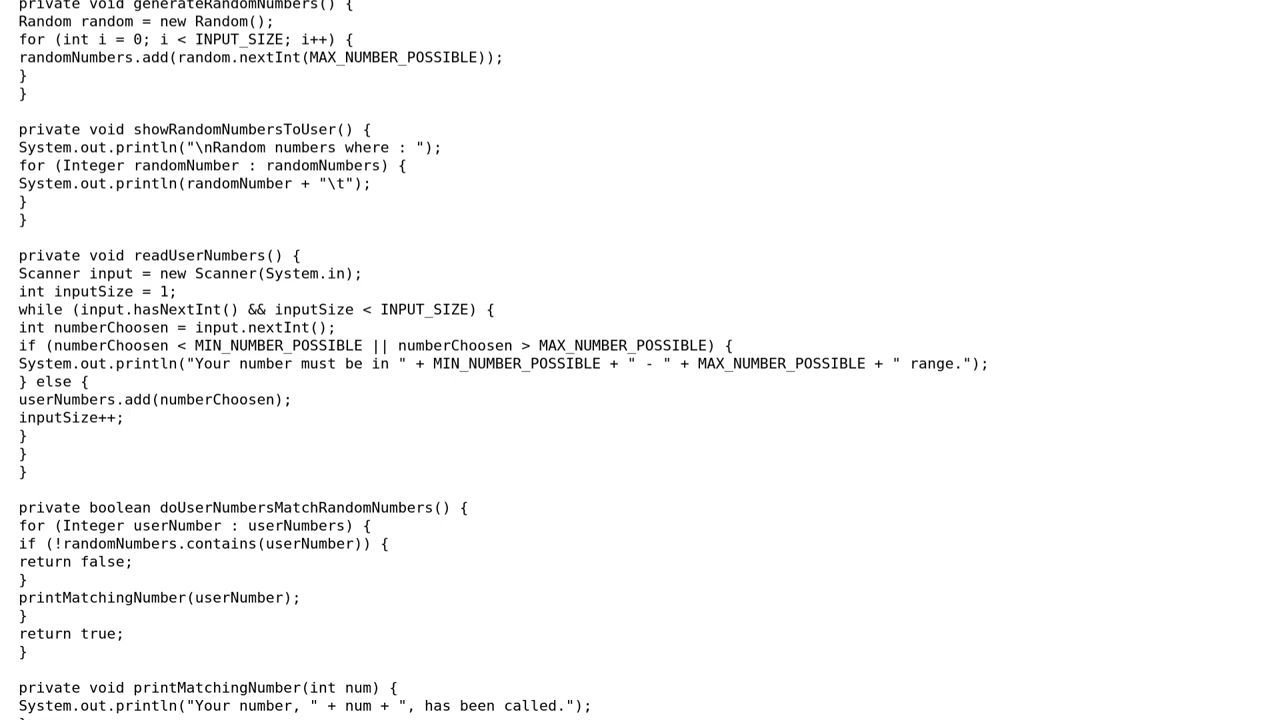 private void generateRandomNumbers() {
Random random = new Random();
for (int i = 0; i < INPUT_SIZE; i++) {
randomNumbers.add(random.nextInt(MAX_NUMBER_POSSIBLE));
}
}

private void showRandomNumbersToUser() {
System.out.println("\nRandom numbers where : ");
for (Integer randomNumber : randomNumbers) {
System.out.println(randomNumber + "\t");
}
}

private void readUserNumbers() {
Scanner input = new Scanner(System.in);
int inputSize = 1;
while (input.hasNextInt() && inputSize < INPUT_SIZE) {
int numberChoosen = input.nextInt();
if (numberChoosen < MIN_NUMBER_POSSIBLE || numberChoosen > MAX_NUMBER_POSSIBLE) {
System.out.println("Your number must be in " + MIN_NUMBER_POSSIBLE + " - " + MAX_NUMBER_POSSIBLE + " range.");
} else {
userNumbers.add(numberChoosen);
inputSize++;
}
}
}

private boolean doUserNumbersMatchRandomNumbers() {
for (Integer userNumber : userNumbers) {
if (!randomNumbers.contains(userNumber)) {
return false;
}
printMatchingNumber(userNumber);
}
return true;
}

private void printMatchingNumber(int num) {
System.out.println("Your number, " + num + ", has been called.");
}